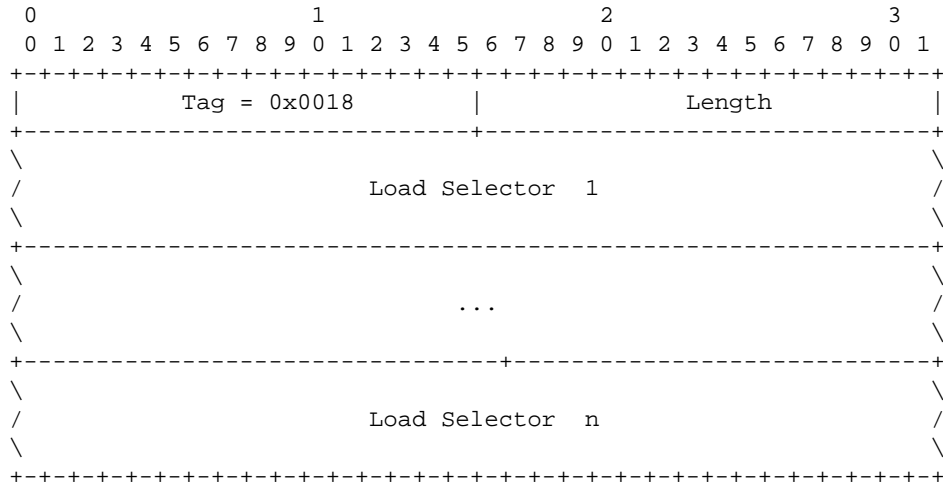 0                   1                   2                   3
 0 1 2 3 4 5 6 7 8 9 0 1 2 3 4 5 6 7 8 9 0 1 2 3 4 5 6 7 8 9 0 1
+-+-+-+-+-+-+-+-+-+-+-+-+-+-+-+-+-+-+-+-+-+-+-+-+-+-+-+-+-+-+-+-+
|           Tag = 0x0018        |              Length           |
+-------------------------------+-------------------------------+
\                                                               \
/                        Load Selector  1                       /
\                                                               \
+---------------------------------------------------------------+
\                                                               \
/                              ...                              /
\                                                               \
+---------------------------------+-----------------------------+
\                                                               \
/                        Load Selector  n                       /
\                                                               \
+-+-+-+-+-+-+-+-+-+-+-+-+-+-+-+-+-+-+-+-+-+-+-+-+-+-+-+-+-+-+-+-+